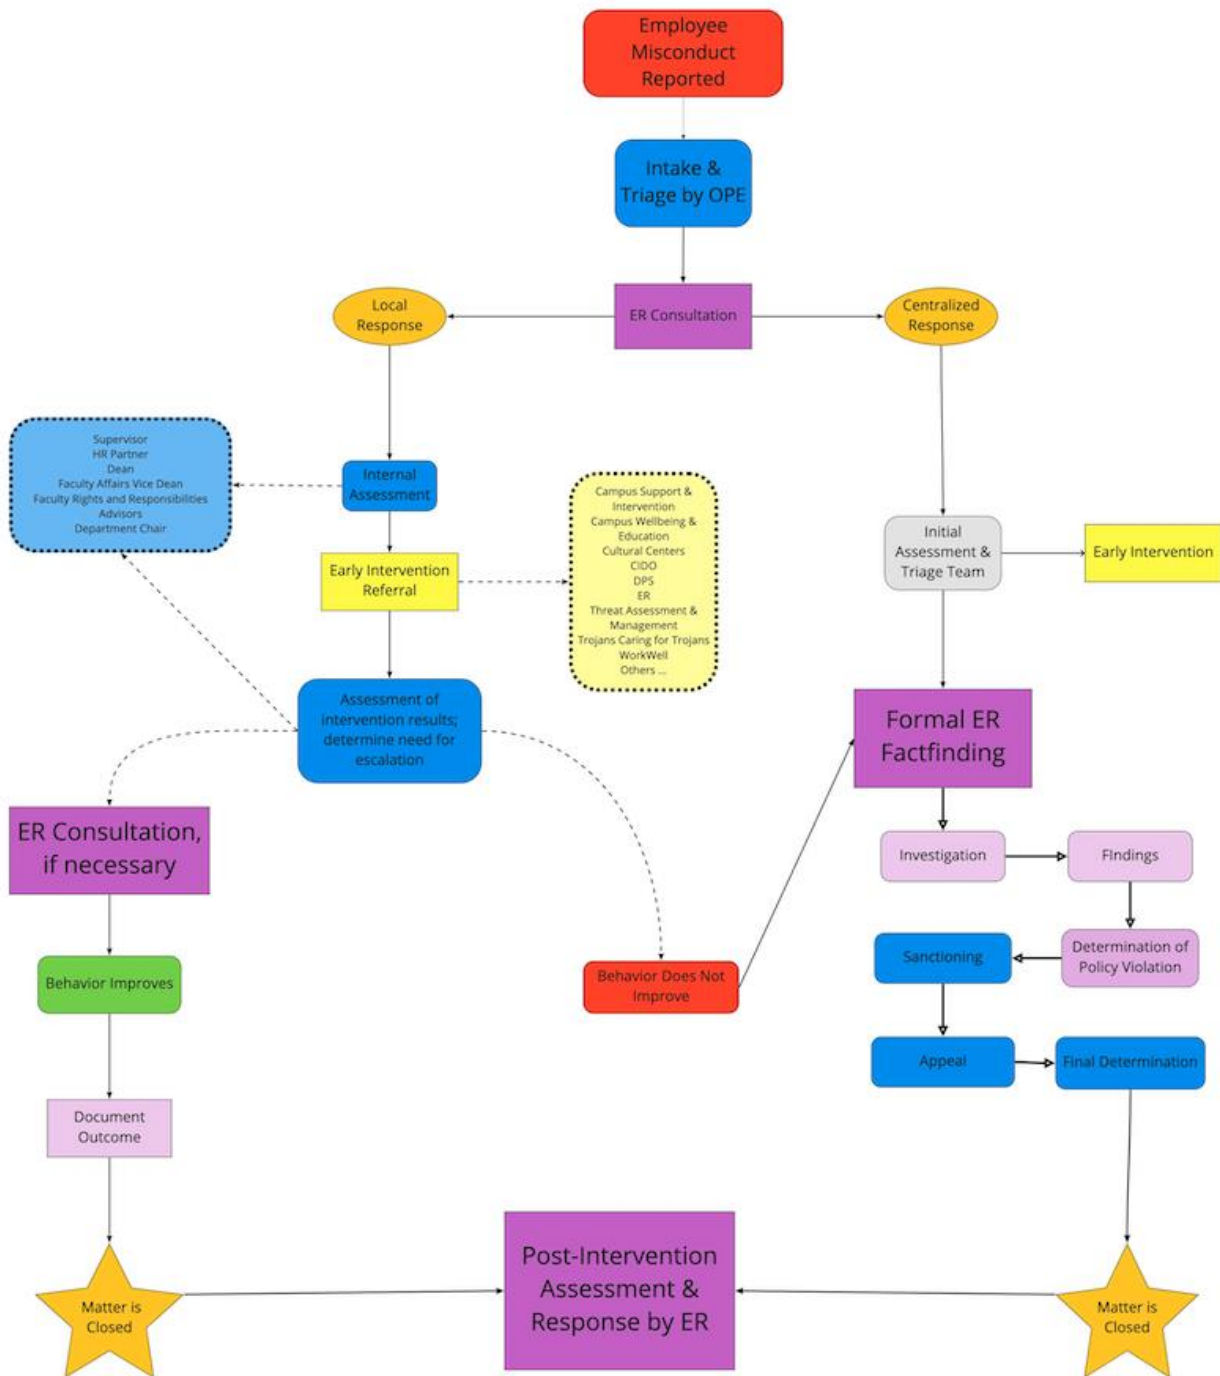 Employee
Misconduct
Reported
Intake &
Triage by OPE
Local
Response
ER Consultation
Centralized
Response
Supervisor
HR Partner
Dean
Faculty Affairs Vice Dean
Faculty Rights and Responsibilities
Advisors
Department Chair
Internal
Assessment
Campus Support &
Intervention
Campus Wellbeing &
Education
Cultural Centers
CIDO
DPS
ER
Threat Assessment &
Management
Trojans Caring for Trojans
WorkWell
Others ...
Initial
Assessment &
Triage Team
Early Intervention
Early Intervention
Referral
Assessment of
intervention results;
determine need for
escalation
Formal ER
Factfinding
ER Consultation,
if necessary
Investigation
FIndings
Behavior Improves
Behavior Does Not
Improve
Sanctioning
Determination of
Policy Violation
Appeal
Final Determination
Document
Outcome
Matter is
Closed
Post-Intervention
Assessment &
Response by ER
Matter is
Closed